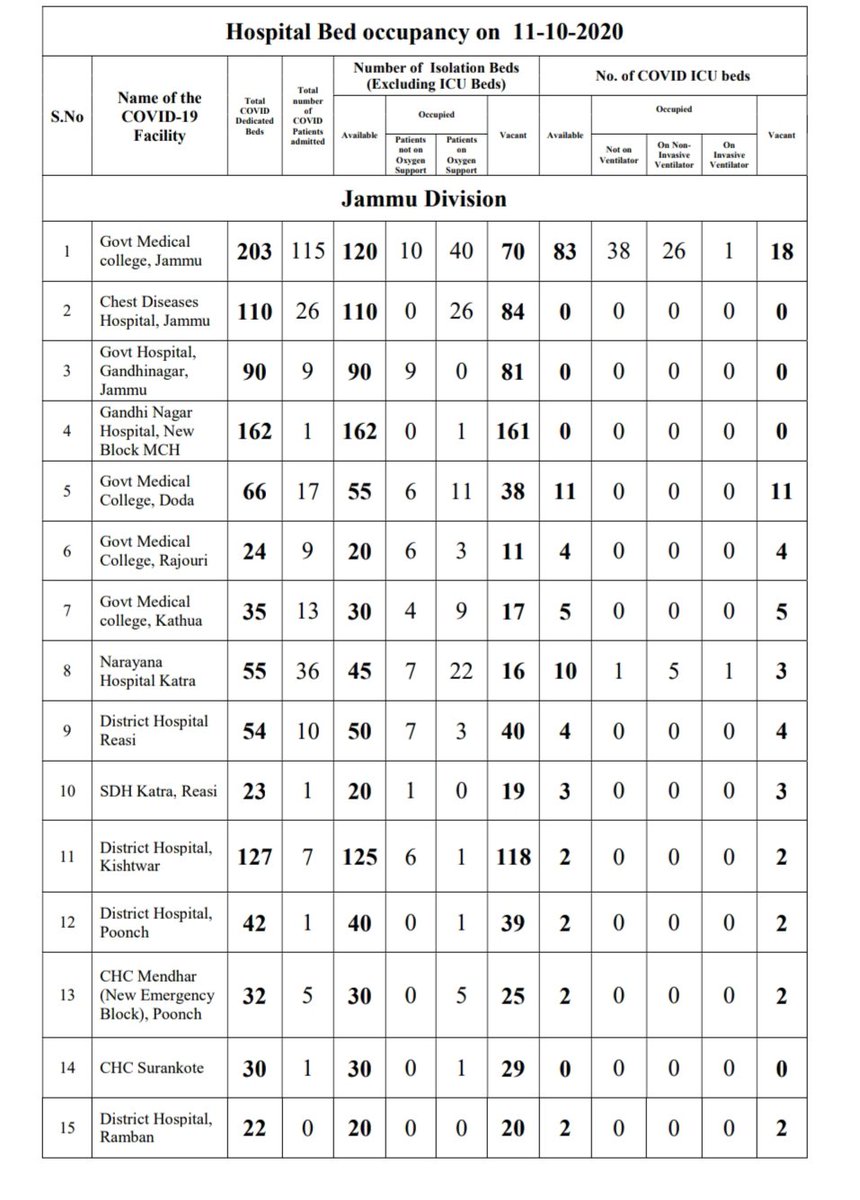 Hospital Bed occupancy on 11-10-2020
S.No
Name of the
COVID-19
Facility
Total
COVID
Dedicated
Beds
Total
number
of
COVID
Patients
admitted
Number of Isolation Beds
(Excluding ICU Beds)
No. of COVID ICU beds
Available
Occupied
Vacant
Available
Occupied
Vacant
Patients
not on
Oxygen
Support
Patients
on
Oxygen
Support
Not on
Ventilator
On Non-
Invasive
Ventilator
On
Invasive
Ventilator
Jammu Division
1 Govt Medical
college, Jammu 203 115 120 10 40 70 83 38 26 1 18
2 Chest Diseases
Hospital, Jammu 110 26 110 0 26 84 0 0 0 0 0
3 Govt Hospital,
Gandhinagar,
Jammu 90 9 90 9 0 81 0 0 0 0 0
4 Gandhi Nagar
Hospital, New
Block MCH 162 1 162 0 1 161 0 0 0 0 0
5 Govt Medical
College, Doda 66 17 55 6 11 38 11 0 0 0 11
6 Govt Medical
College, Rajouri 24 9 20 6 3 11 4 0 0 0 4
7 Govt Medical
college, Kathua 35 13 30 4 9 17 5 0 0 0 5
8 Narayana
Hospital Katra 55 36 45 7 22 16 10 1 5 1 3
9 District Hospital
Reasi 54 10 50 7 3 40 4 0 0 0 4
10 SDH Katra, Reasi 23 1 20 1 0 19 3 0 0 0 3
11 District Hospital,
Kishtwar 127 7 125 6 1 118 2 0 0 0 2
12 District Hospital,
Poonch 42 1 40 0 1 39 2 0 0 0 2
13 CHC Mendhar
(New Emergency
Block), Poonch 32 5 30 0 5 25 2 0 0 0 2
14 CHC Surankote 30 1 30 0 1 29 0 0 0 0 0
15 District Hospital,
Ramban 22 0 20 0 0 20 2 0 0 0 2